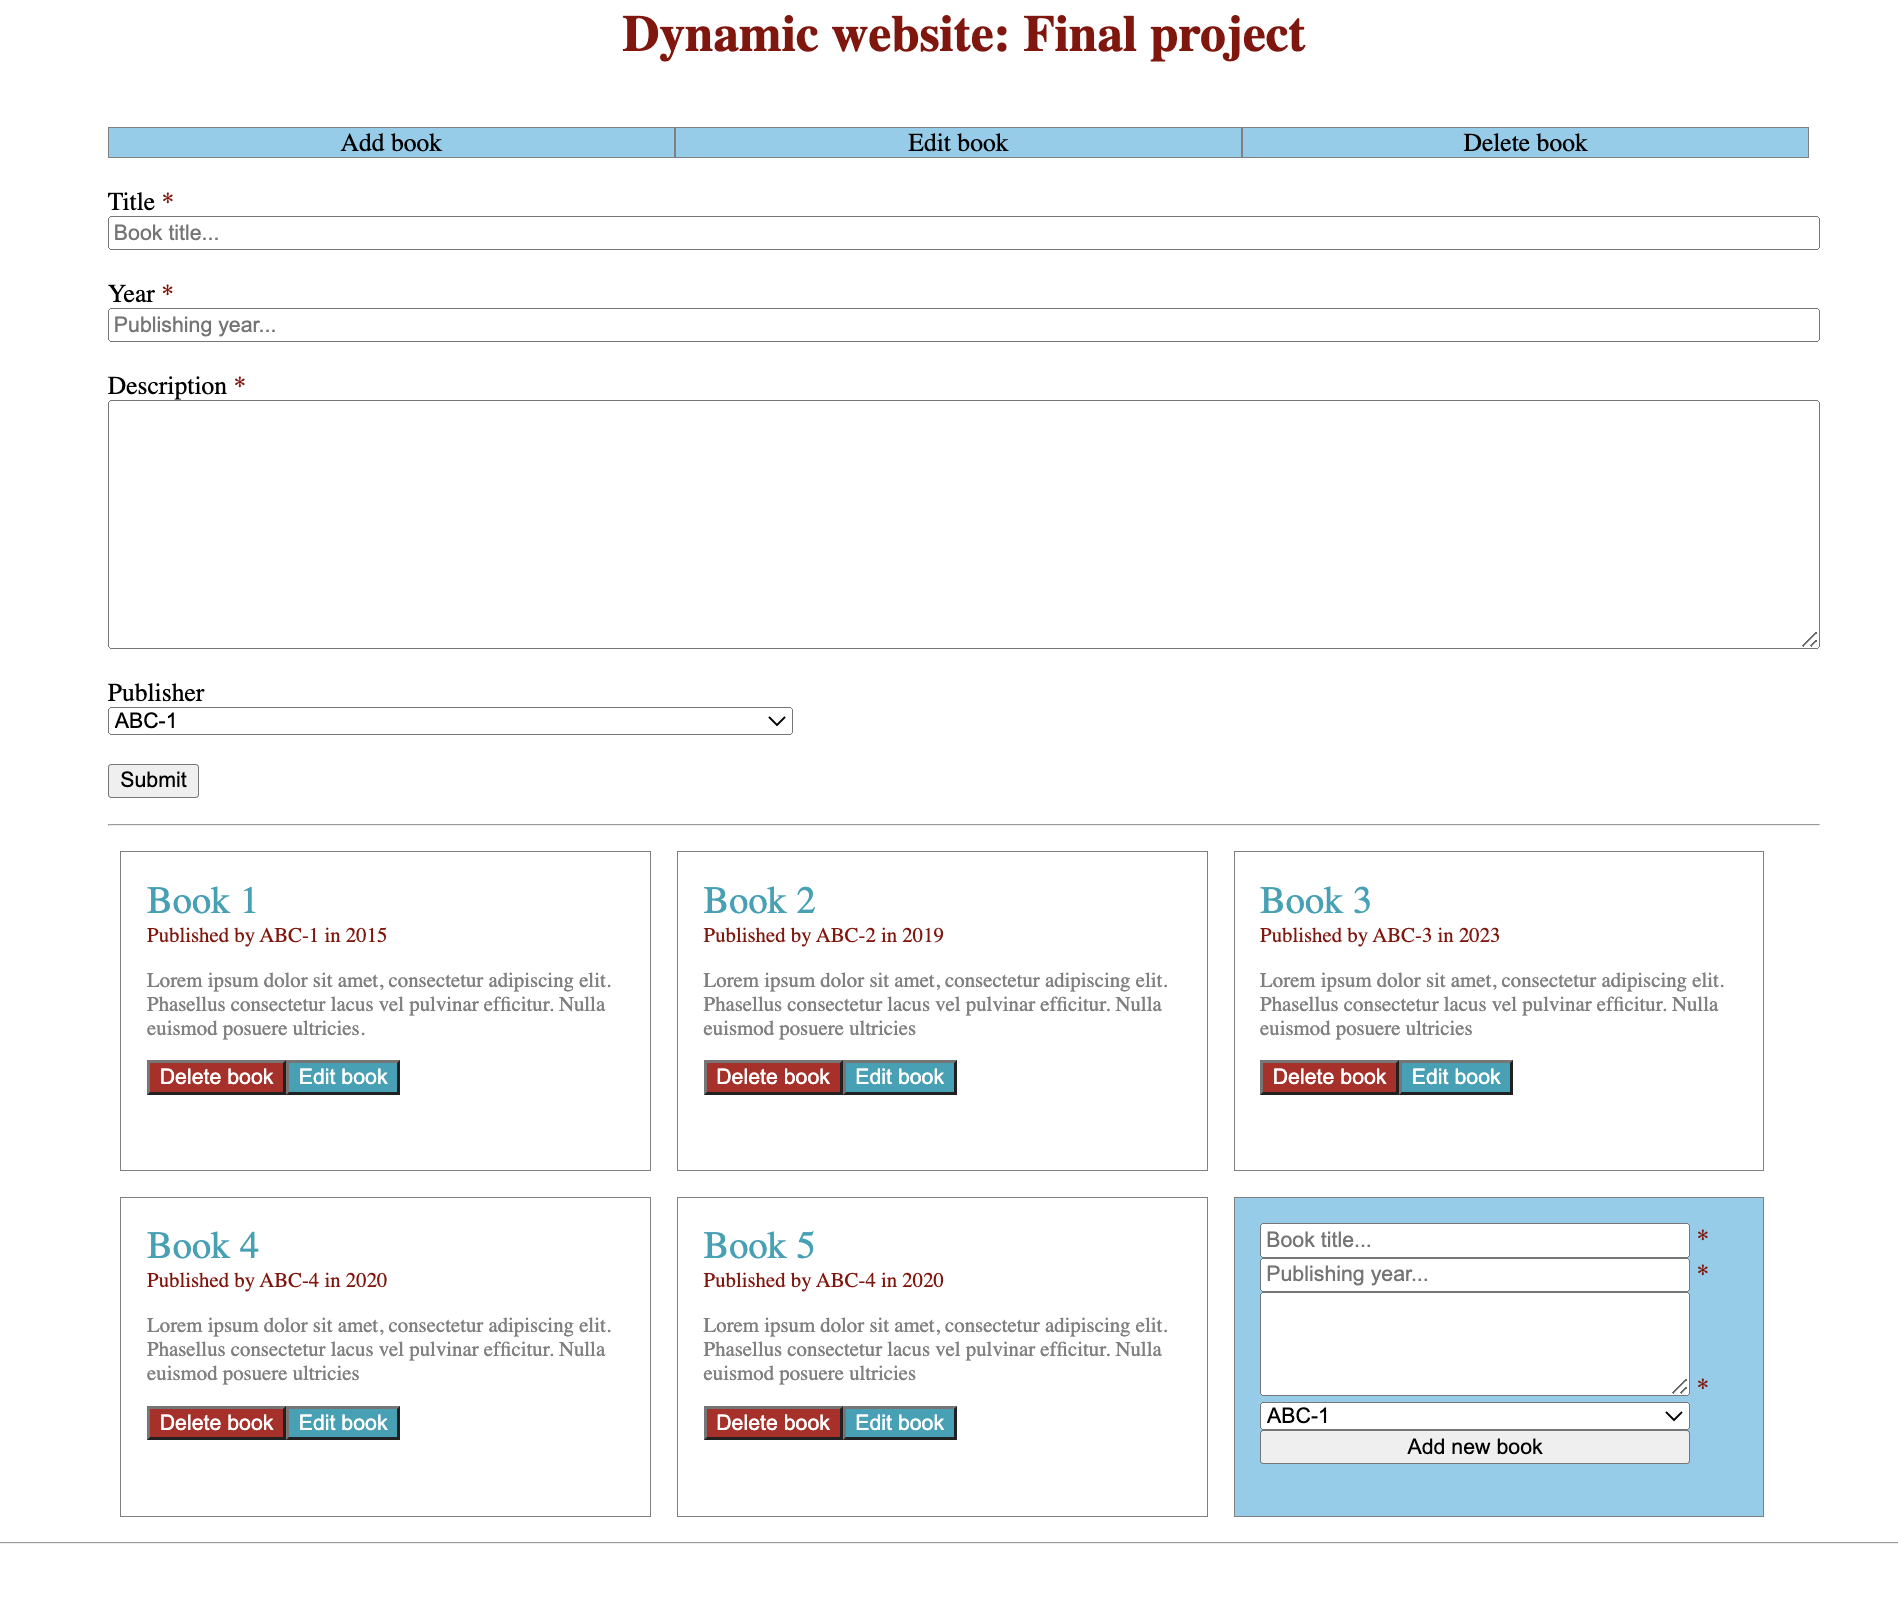 Dynamic website: Final project
Add book Edit book Delete book
Title *
Book title...
Year *
Publishing year...
Description *
Publisher
ABC-1
Submit
Book 1
Published by ABC-1 in 2015
Lorem ipsum dolor sit amet, consectetur adipiscing elit.
Phasellus consectetur lacus vel pulvinar efficitur. Nulla
euismod posuere ultricies.
Delete book Edit book
Book 2
Published by ABC-2 in 2019
Lorem ipsum dolor sit amet, consectetur adipiscing elit.
Phasellus consectetur lacus vel pulvinar efficitur. Nulla
euismod posuere ultricies
Delete book Edit book
Book 3
Published by ABC-3 in 2023
Lorem ipsum dolor sit amet, consectetur adipiscing elit.
Phasellus consectetur lacus vel pulvinar efficitur. Nulla
euismod posuere ultricies
Delete book Edit book
Book 4
Published by ABC-4 in 2020
Lorem ipsum dolor sit amet, consectetur adipiscing elit.
Phasellus consectetur lacus vel pulvinar efficitur. Nulla
euismod posuere ultricies
Delete book Edit book
Book 5
Published by ABC-4 in 2020
Lorem ipsum dolor sit amet, consectetur adipiscing elit.
Phasellus consectetur lacus vel pulvinar efficitur. Nulla
euismod posuere ultricies
Delete book Edit book
Book title... *
Publishing year... *
*
ABC-1
Add new book